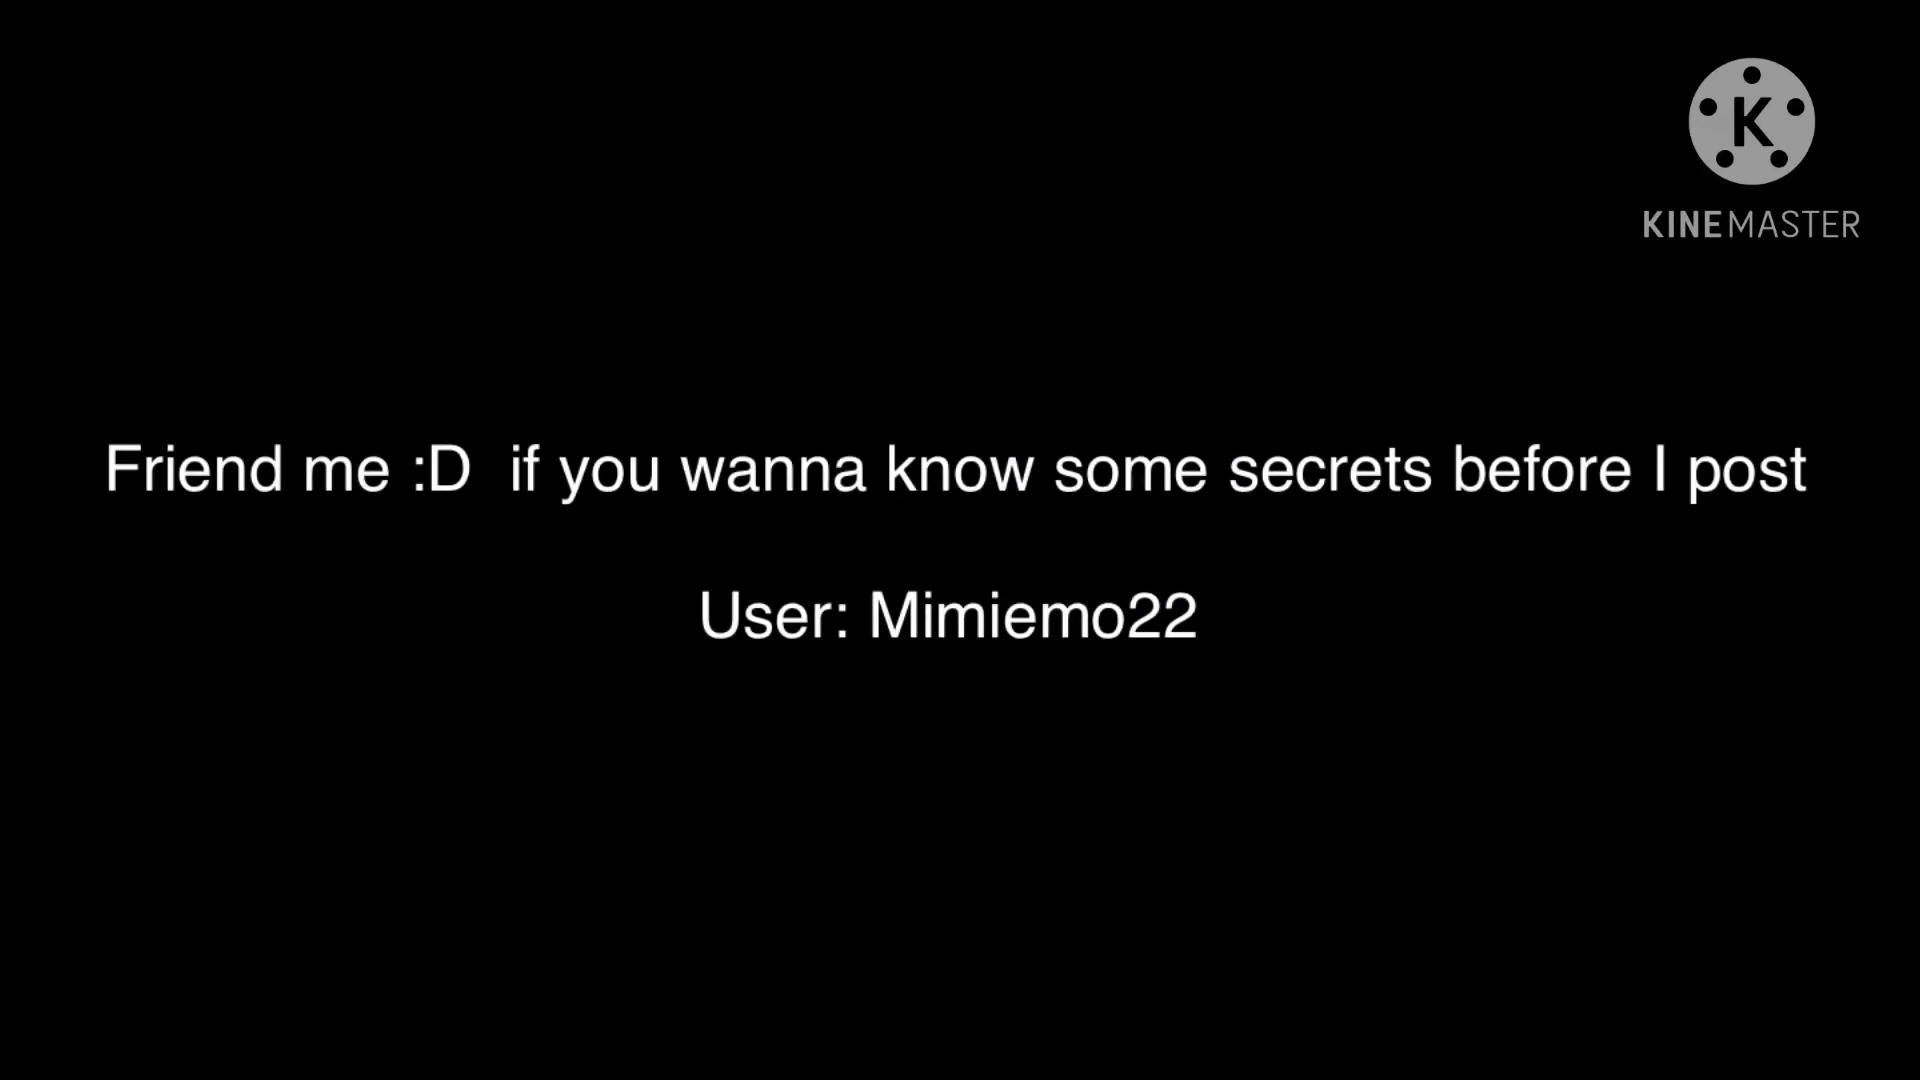 K
KINEMASTER
Friend me :D  if you wanna know some secrets before I post
User: Mimiemo22